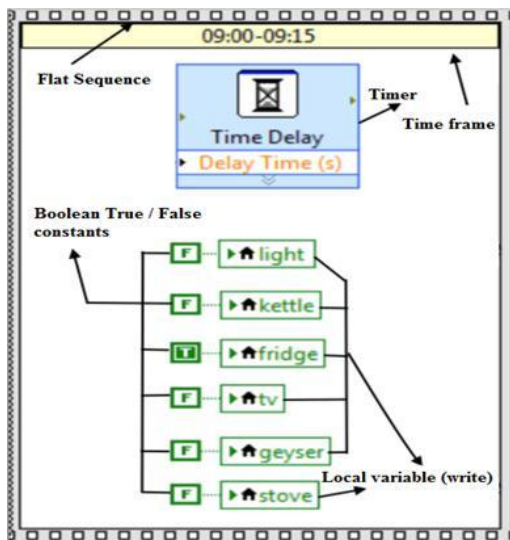 09:00-09:15
Flat Sequence
Timer
Time frame
Time Delay
Delay Time (s)
Boolean True / False
constants
F light
F kettle
T fridge
F tv
F geyser
Local variable (write)
F stove